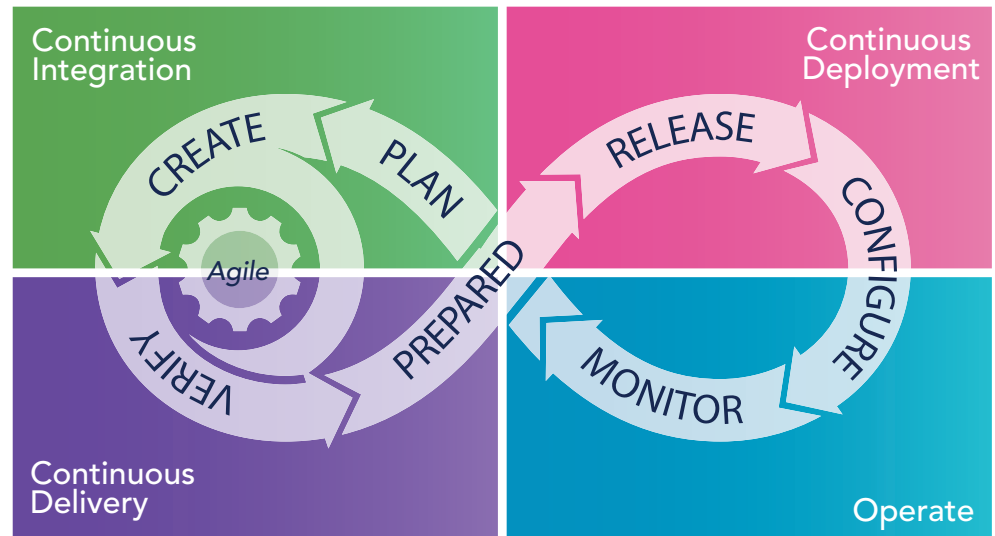 Continuous
Integration
Continuous
Deployment
CREATE
PLAN
RELEASE
CONFIGURE
Agile
PREPARED
VERIFY
MONITOR
Continuous
Delivery
Operate